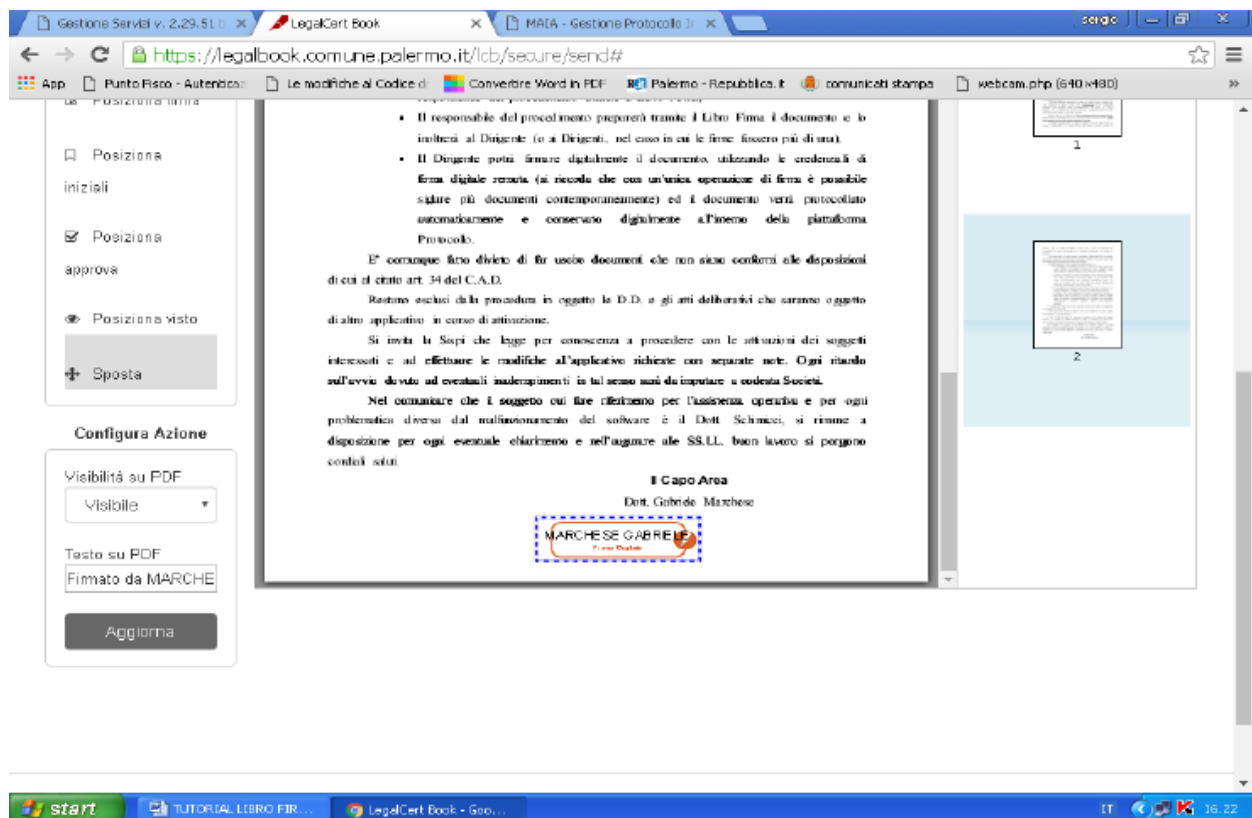 Gestione Servizi v. 2.29.51 b
LegalCert Book
MAIA - Gestione Protocollo I
sergio
https://legalbook.comune.palermo.it/lcb/secure/send#
App
Punto Fisco - Autentica
Le modifiche al Codice d
Convertire Word in PDF
Palermo - Repubblica.it
comunicati stampa
webcam.php (640×480)
»
Posiziona firma
Posiziona
iniziali
Posiziona
approva
Posiziona visto
Sposta
Configura Azione
Visibilità su PDF
Visibile
Testo su PDF
Firmato da MARCHE
Aggiorna
• Il responsabile del procedimento preparerà tramite il Libro Firma il documento e lo
inoltrerà al Dirigente (o ai Dirigenti, nel caso in cui le firme fossero più di una),
• Il Dirigente potrà firmare digitalmente il documento, utilizzando le credenziali di
firma digitale remota (si ricorda che con un'unica operazione di firma è possibile
siglare più documenti contemporaneamente) ed il documento verrà protocollato
automaticamente e conservato digitalmente all'interno della piattaforma
Protocollo.
E' comunque fatto divieto di far uscire documenti che non siano conformi alle disposizioni
di cui al citato art. 34 del C.A.D.
Restano esclusi dalla procedura in oggetto le D.D. e gli atti deliberativi che saranno oggetto
di altro applicativo in corso di attivazione.
Si invita la Sispi che legge per conoscenza a procedere con le attivazioni dei soggetti
interessati e ad effettuare le modifiche all'applicativo richieste con separate note. Ogni ritardo
sull'avvio dovuto ad eventuali inadempimenti in tal senso sarà da imputare a codesta Società.
Nel comunicare che il soggetto cui fare riferimento per l'assistenza operativa e per ogni
problematica diversa dal malfunzionamento del software è il Dott. Schimicci, si rimane a
disposizione per ogni eventuale chiarimento e nell'augurare alle SS.LL. buon lavoro si porgono
cordiali saluti
Il Capo Area
Dott. Gabriele Marchese
MARCHESE GABRIELE
Firma Digitale
1
2
start
TUTORIAL LIBRO FIR...
LegalCert Book - Goo...
IT
16.22